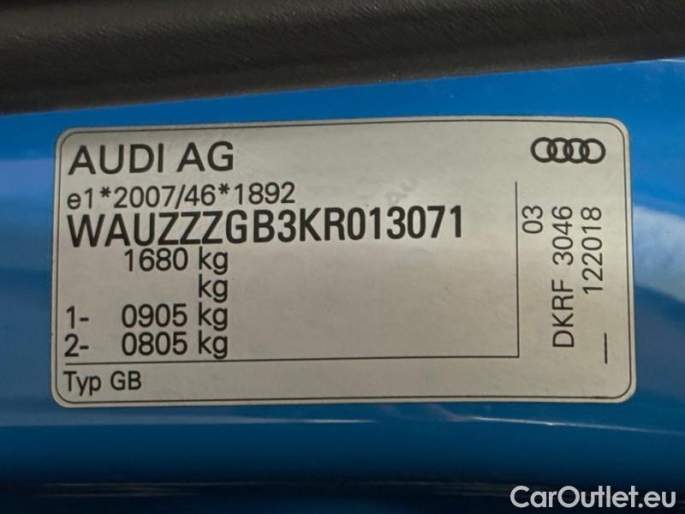 AUDI AG
e1*2007/46*1892
WAUZZZGB3KR013071
1680 kg
kg
1- 0905 kg
2- 0805 kg
Typ GB
03
DKRF 3046
122018
CarOutlet.eu